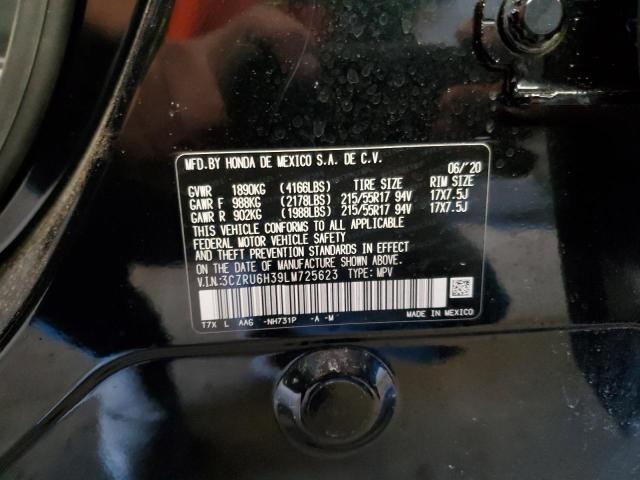 MFD.BY HONDA DE MEXICO S.A. DE C.V.
06/'20
GVWR 1890KG (4166LBS) TIRE SIZE RIM SIZE
GAWR F 988KG (2178LBS) 215/55R17 94V 17X7.5J
GAWR R 902KG (1988LBS) 215/55R17 94V 17X7.5J
THIS VEHICLE CONFORMS TO ALL APPLICABLE
FEDERAL MOTOR VEHICLE SAFETY
AND THEFT PREVENTION STANDARDS IN EFFECT
ON THE DATE OF MANUFACTURE SHOWN ABOVE.
V.I.N:3CZRU6H39LM725623 TYPE: MPV
T7X L AAG -NH731P -A -M
MADE IN MEXICO